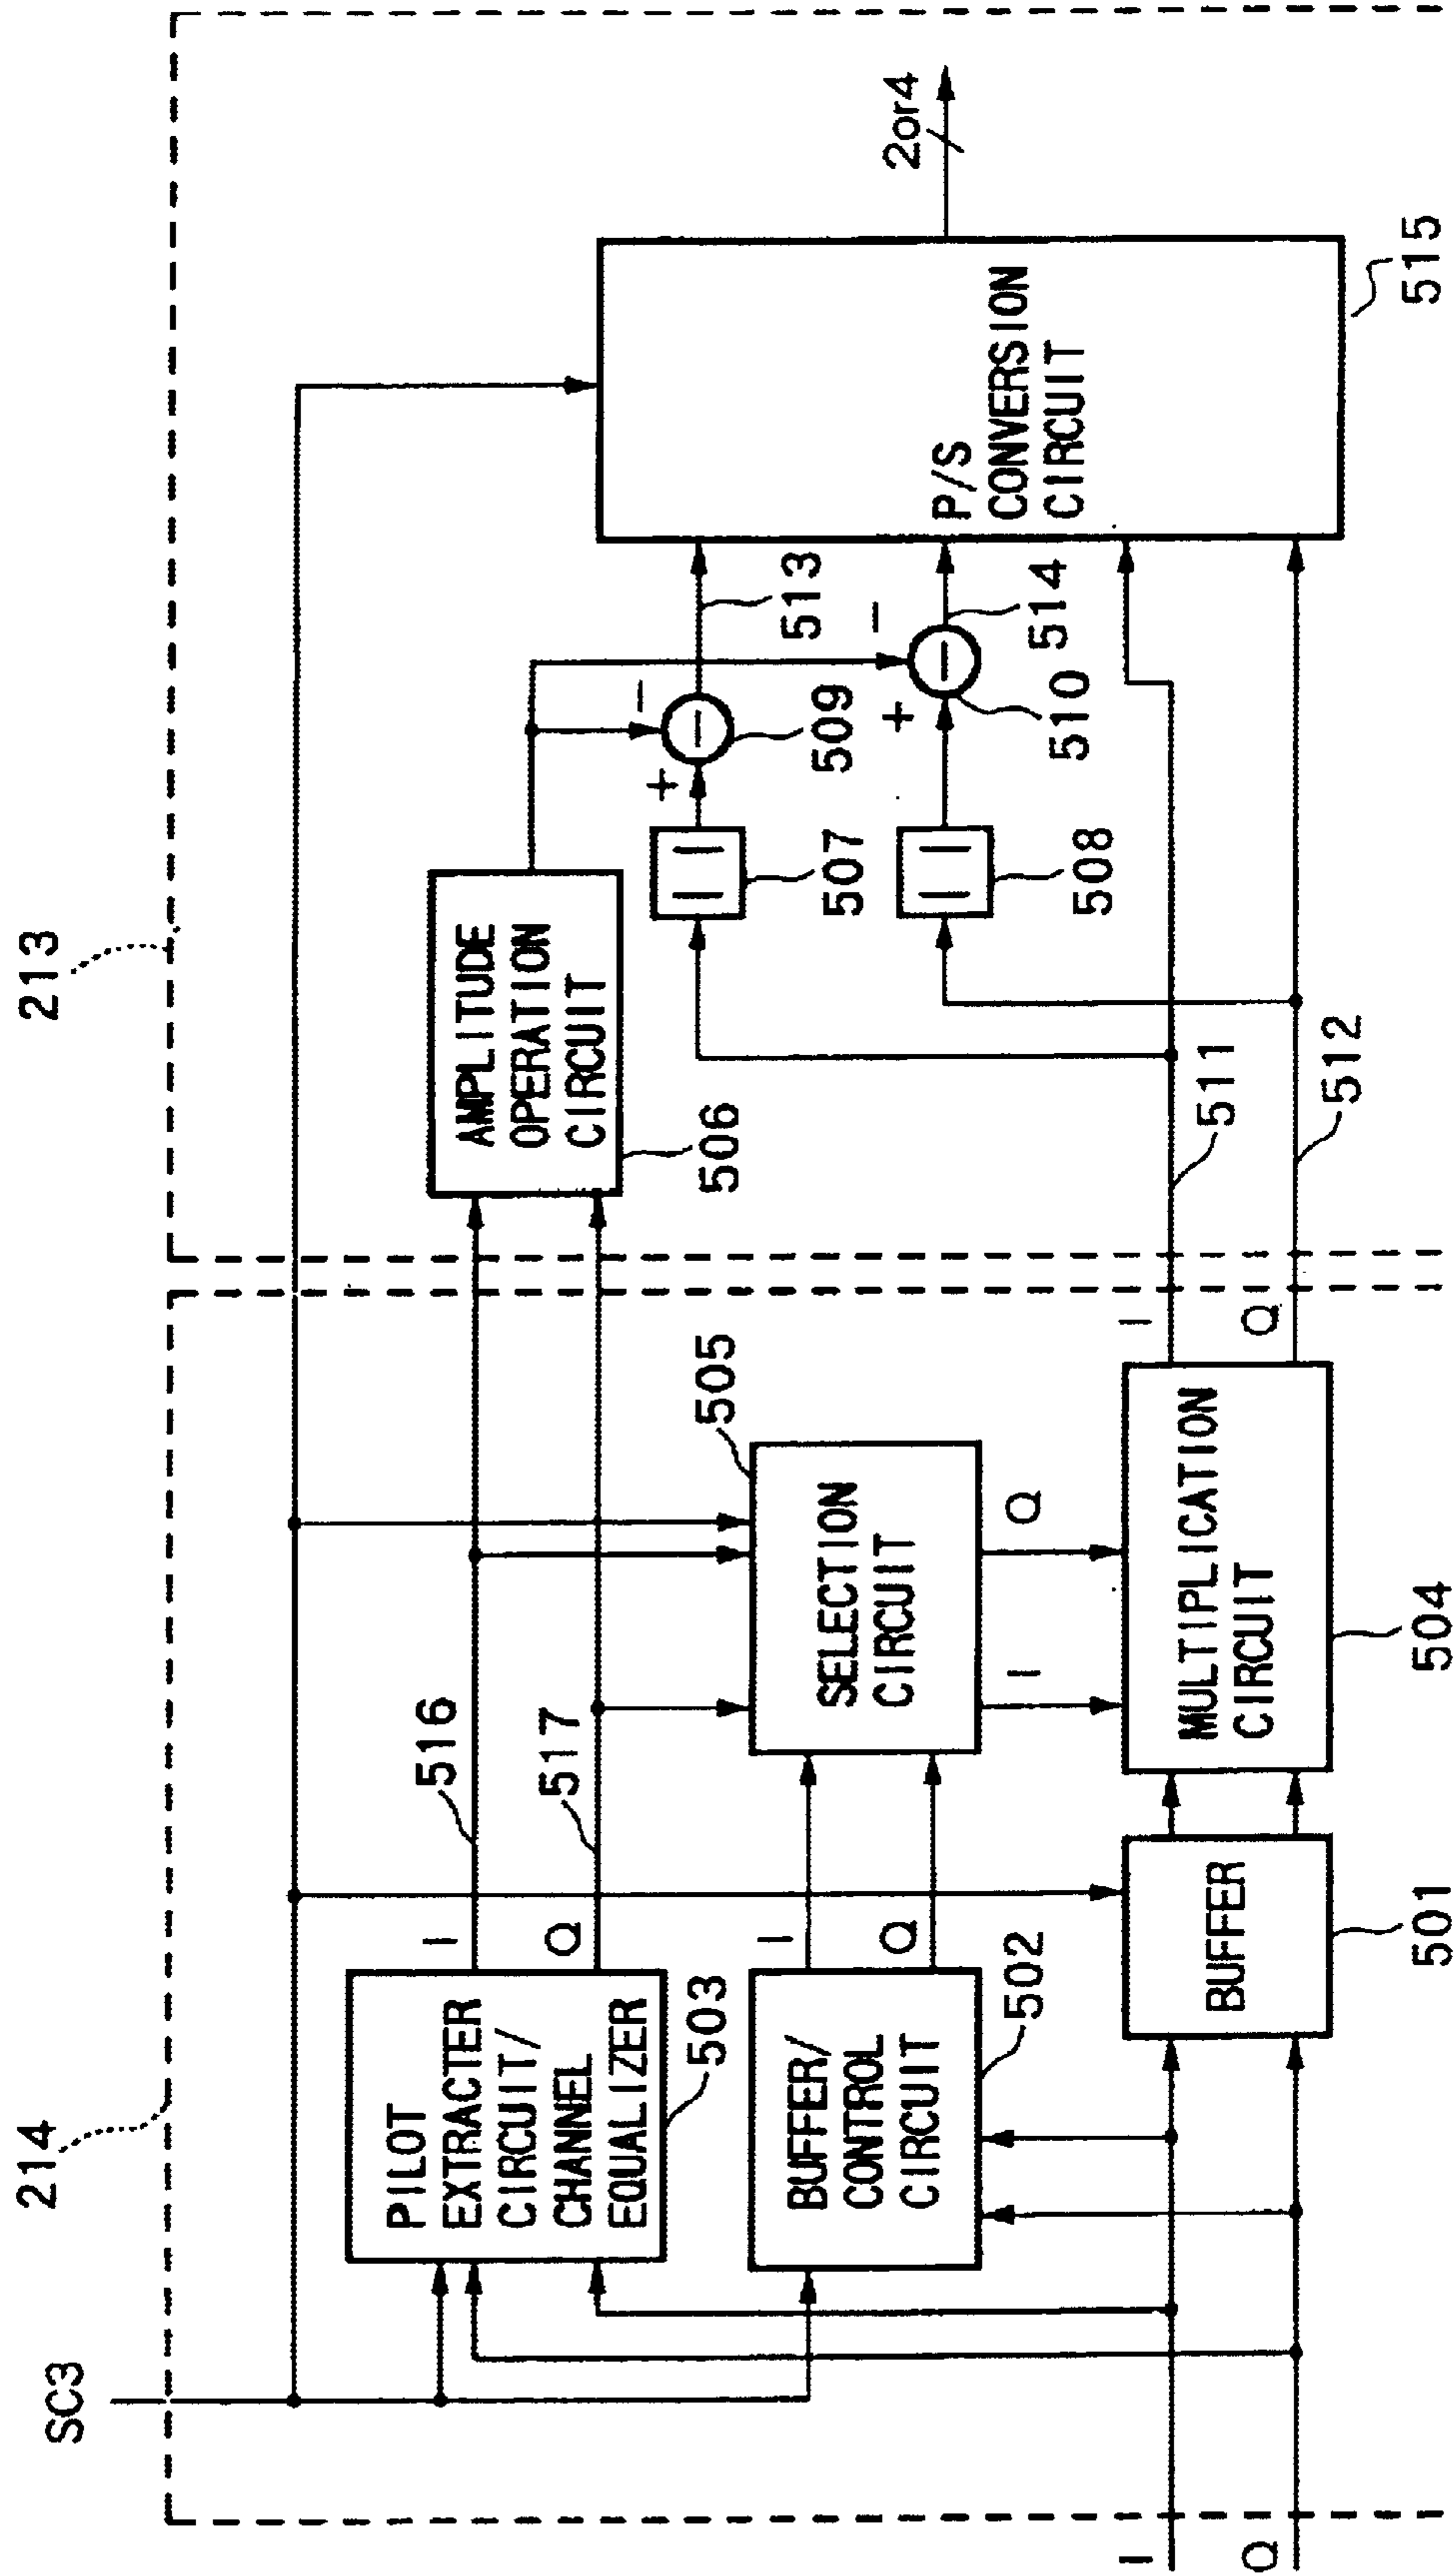 214
213
SC3
PILOT
EXTRACTER
CIRCUIT/
CHANNEL
EQUALIZER
503
I
516
Q
517
AMPLITUDE
OPERATION
CIRCUIT
506
BUFFER/
CONTROL
CIRCUIT
502
I
Q
SELECTION
CIRCUIT
505
I
Q
I
Q
BUFFER
501
MULTIPLICATION
CIRCUIT
504
I
Q
511
512
| |
507
| |
508
+
−
−
509
513
+
−
−
510
514
P/S
CONVERSION
CIRCUIT
515
2or4